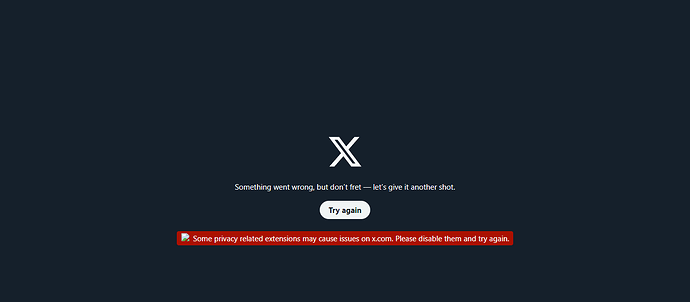 Something went wrong, but don't fret — let's give it another shot.
Try again
Some privacy related extensions may cause issues on x.com. Please disable them and try again.